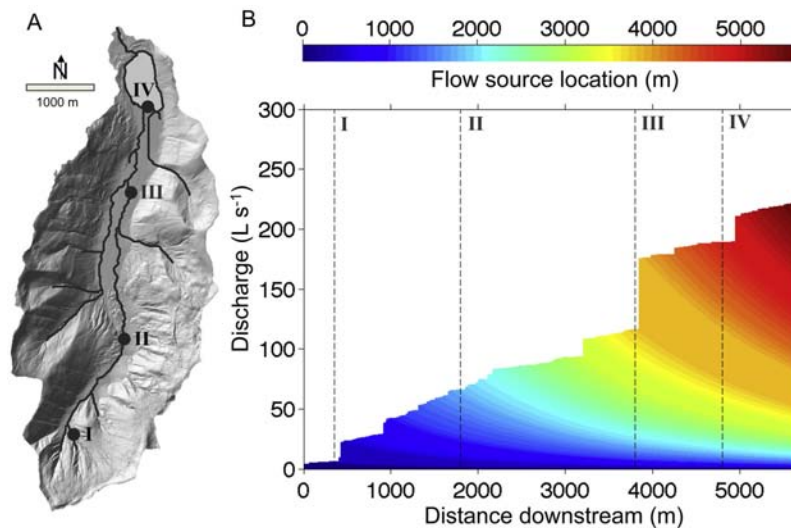 A
N
1000 m
IV
III
II
I
B
0 1000 2000 3000 4000 5000
Flow source location (m)
300
250
200
150
100
50
0
Discharge (L s⁻¹)
I II III IV
0 1000 2000 3000 4000 5000
Distance downstream (m)